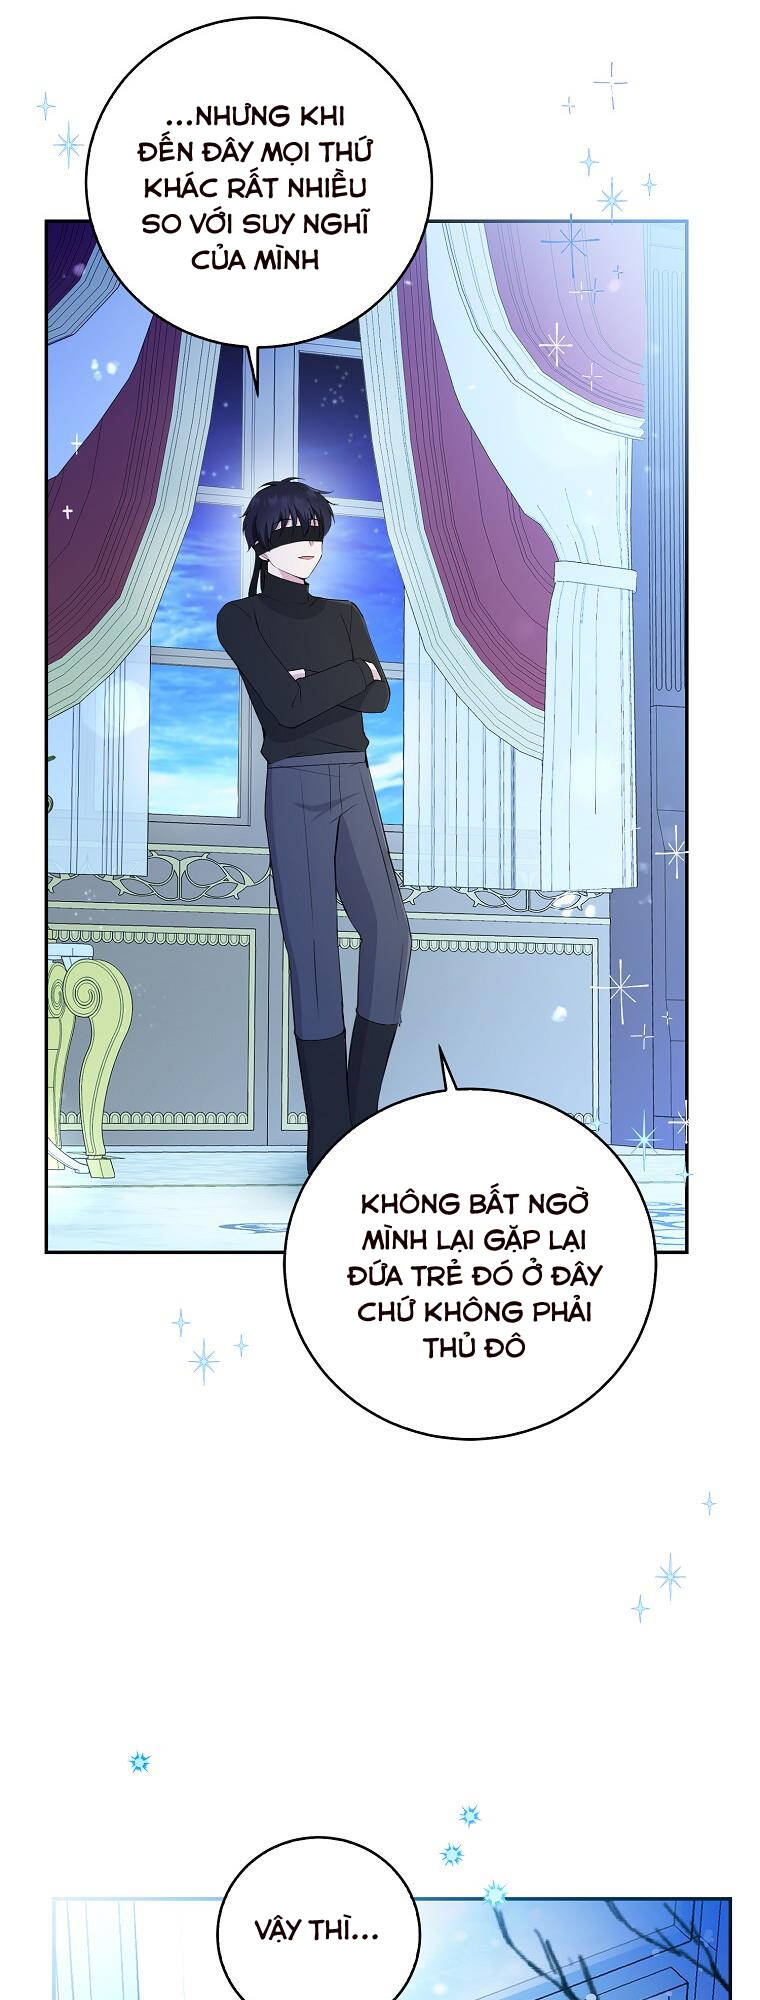 ...NHƯNG KHI
ĐẾN ĐÂY MỌI THỨ
KHÁC RẤT NHIỀU
SO VỚI SUY NGHĨ
CỦA MÌNH
KHÔNG BẤT NGỜ
MÌNH LẠI GẶP LẠI
ĐỨA TRẺ ĐÓ Ở ĐÂY
CHỨ KHÔNG PHẢI
THỦ ĐÔ
VẬY THÌ...